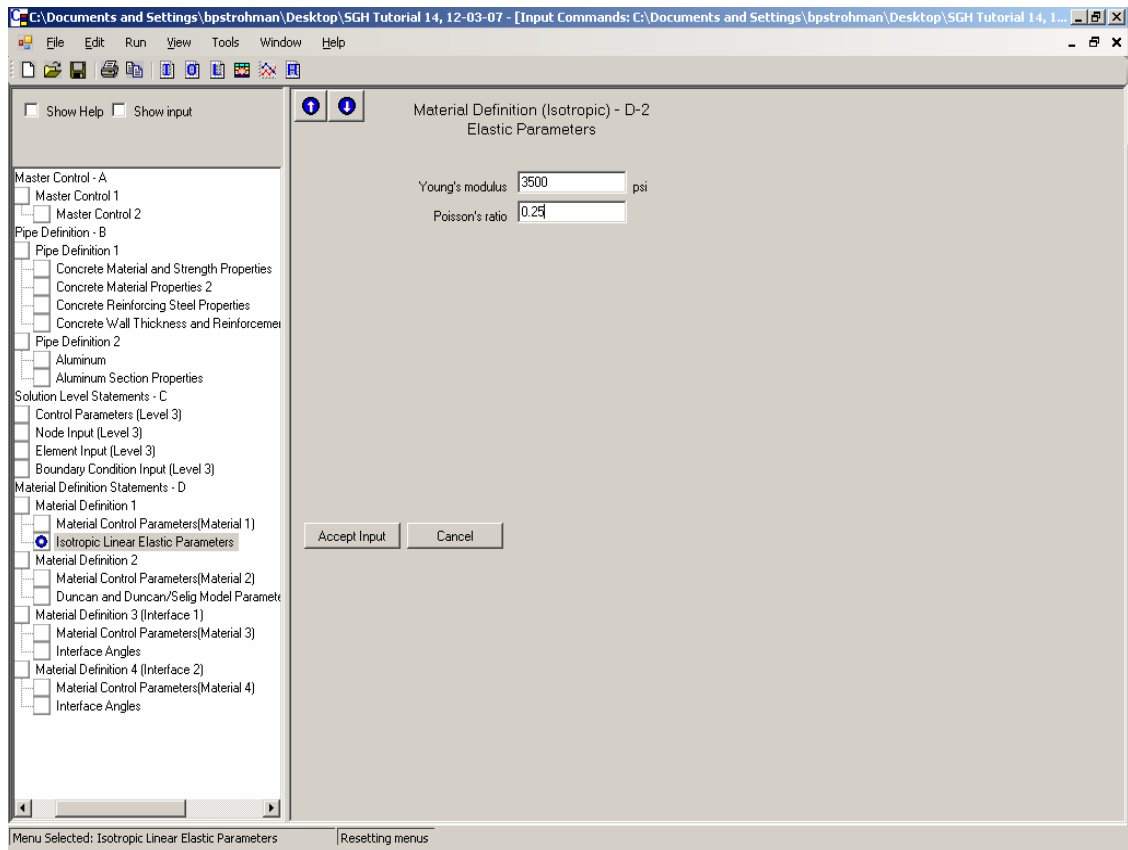 C:\Documents and Settings\bpstrohman\Desktop\SGH Tutorial 14, 12-03-07 - [Input Commands: C:\Documents and Settings\bpstrohman\Desktop\SGH Tutorial 14, 1...
File Edit Run View Tools Window Help
Show Help Show input
Material Definition (Isotropic) - D-2
Elastic Parameters
Young's modulus 3500 psi
Poisson's ratio 0.25
Accept Input Cancel
Master Control - A
Master Control 1
Master Control 2
Pipe Definition - B
Pipe Definition 1
Concrete Material and Strength Properties
Concrete Material Properties 2
Concrete Reinforcing Steel Properties
Concrete Wall Thickness and Reinforcemer
Pipe Definition 2
Aluminum
Aluminum Section Properties
Solution Level Statements - C
Control Parameters (Level 3)
Node Input (Level 3)
Element Input (Level 3)
Boundary Condition Input (Level 3)
Material Definition Statements - D
Material Definition 1
Material Control Parameters(Material 1)
Isotropic Linear Elastic Parameters
Material Definition 2
Material Control Parameters(Material 2)
Duncan and Duncan/Selig Model Paramete
Material Definition 3 (Interface 1)
Material Control Parameters(Material 3)
Interface Angles
Material Definition 4 (Interface 2)
Material Control Parameters(Material 4)
Interface Angles
Menu Selected: Isotropic Linear Elastic Parameters Resetting menus